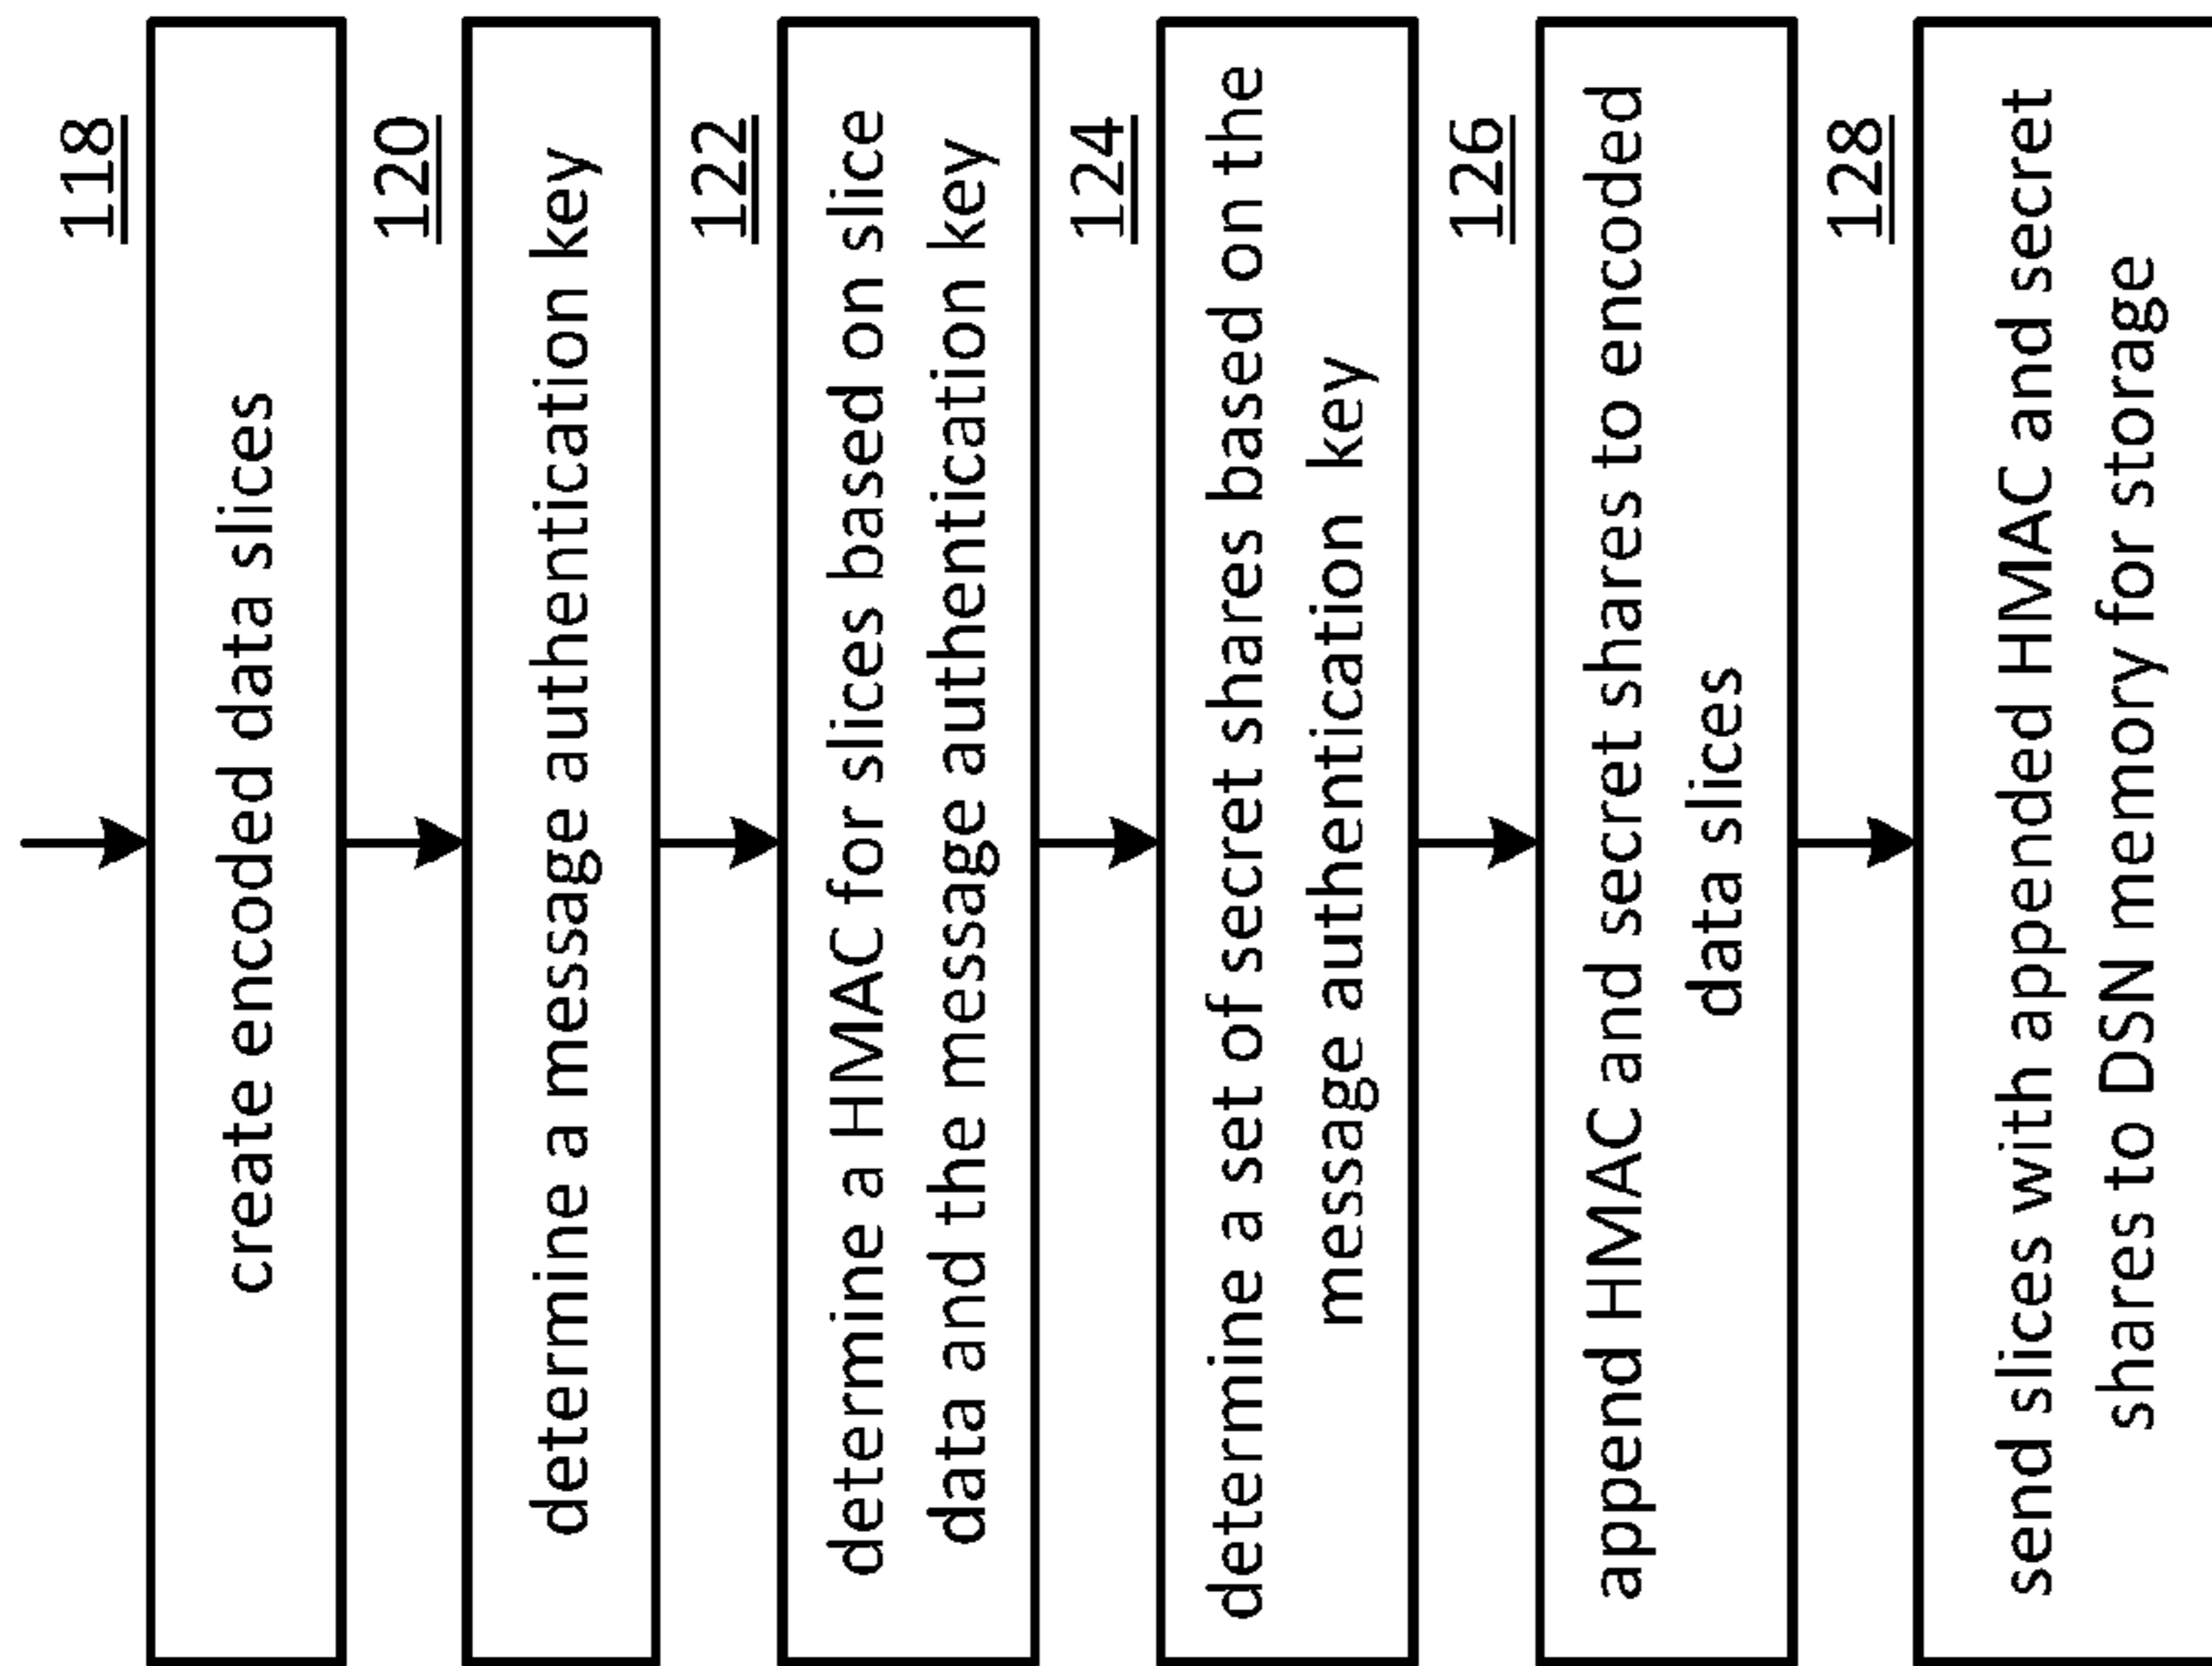 118
create encoded data slices
120
determine a message authentication key
122
determine a HMAC for slices based on slice
data and the message authentication key
124
determine a set of secret shares based on the
message authentication key
126
append HMAC and secret shares to encoded
data slices
128
send slices with appended HMAC and secret
shares to DSN memory for storage